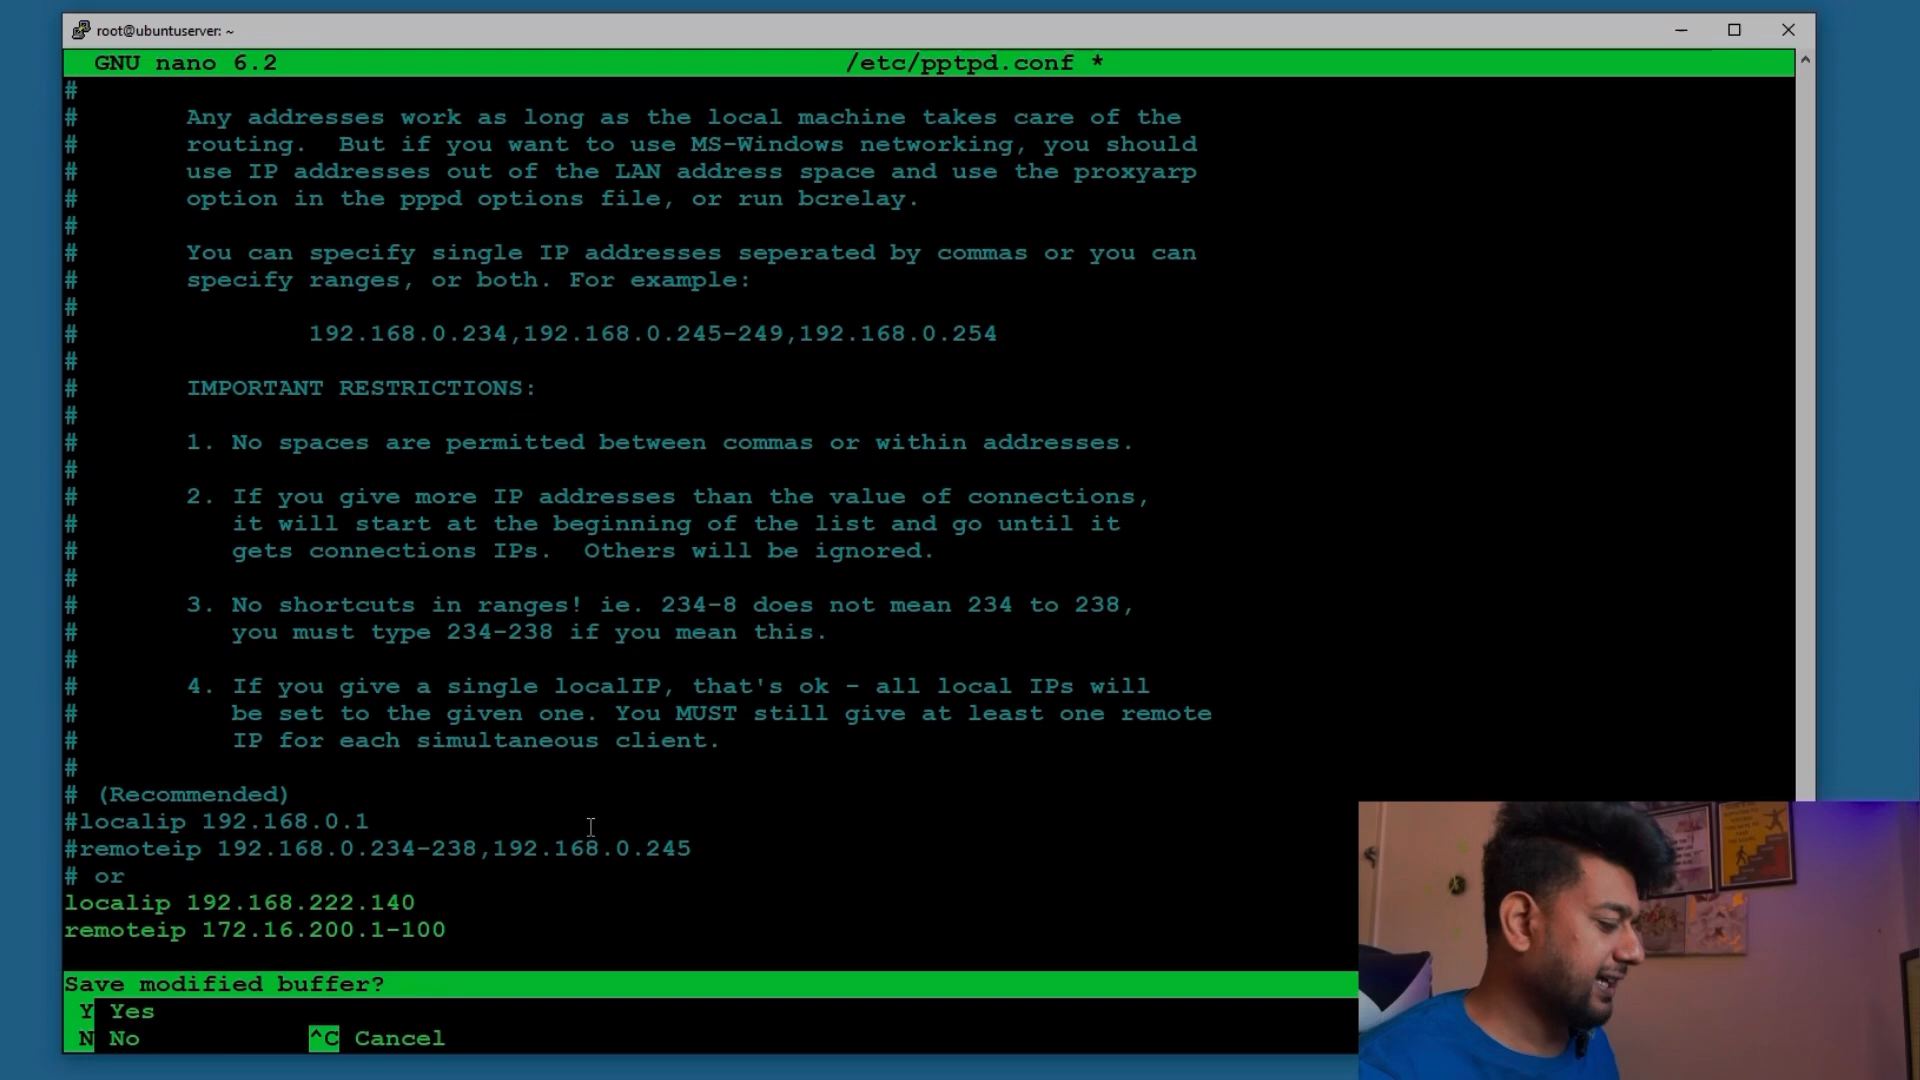 root@ubuntuserver: ~
GNU nano 6.2 /etc/pptpd.conf *
#
# Any addresses work as long as the local machine takes care of the
# routing. But if you want to use MS-Windows networking, you should
# use IP addresses out of the LAN address space and use the proxyarp
# option in the pppd options file, or run bcrelay.
#
# You can specify single IP addresses seperated by commas or you can
# specify ranges, or both. For example:
#
# 192.168.0.234,192.168.0.245-249,192.168.0.254
#
# IMPORTANT RESTRICTIONS:
#
# 1. No spaces are permitted between commas or within addresses.
#
# 2. If you give more IP addresses than the value of connections,
# it will start at the beginning of the list and go until it
# gets connections IPs. Others will be ignored.
#
# 3. No shortcuts in ranges! ie. 234-8 does not mean 234 to 238,
# you must type 234-238 if you mean this.
#
# 4. If you give a single localIP, that's ok - all local IPs will
# be set to the given one. You MUST still give at least one remote
# IP for each simultaneous client.
#
# (Recommended)
#localip 192.168.0.1
#remoteip 192.168.0.234-238,192.168.0.245
# or
localip 192.168.222.140
remoteip 172.16.200.1-100
Save modified buffer?
Y Yes
N No ^C Cancel